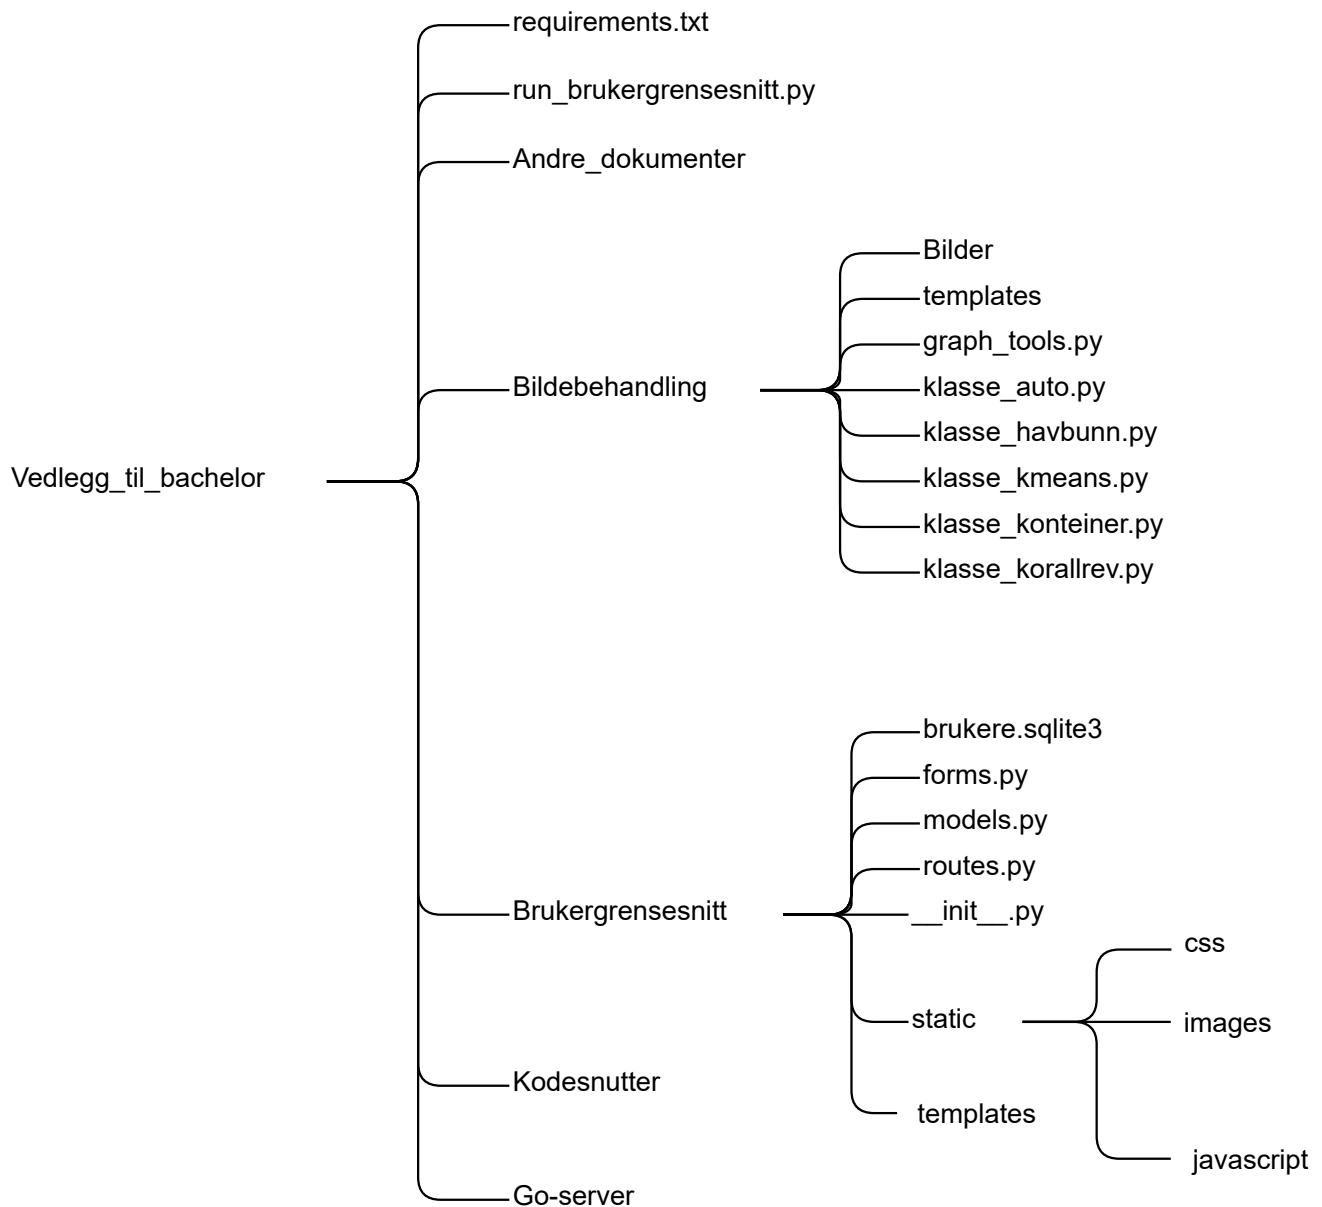 requirements.txt
run_brukergrensesnitt.py
Andre_dokumenter
Bilder
templates
graph_tools.py
Bildebehandling
klasse_auto.py
klasse_havbunn.py
Vedlegg_til_bachelor
klasse_kmeans.py
klasse_konteiner.py
klasse_korallrev.py
brukere.sqlite3
forms.py
models.py
routes.py
Brukergrensesnitt
__init__.py
css
static
images
Kodesnutter
templates
javascript
Go-server